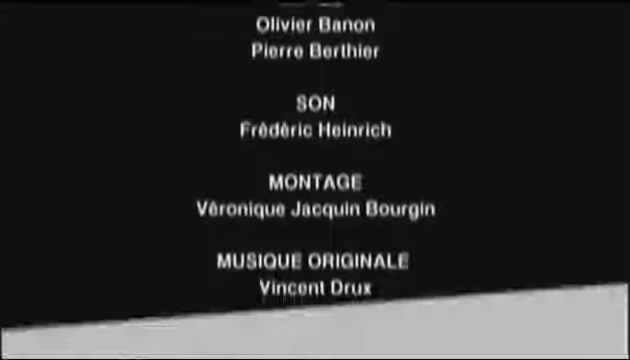 Olivier Banon
Pierre Berthier
SON
Frédéric Heinrich
MONTAGE
Véronique Jacquin Bourgin
MUSIQUE ORIGINALE
Vincent Drux